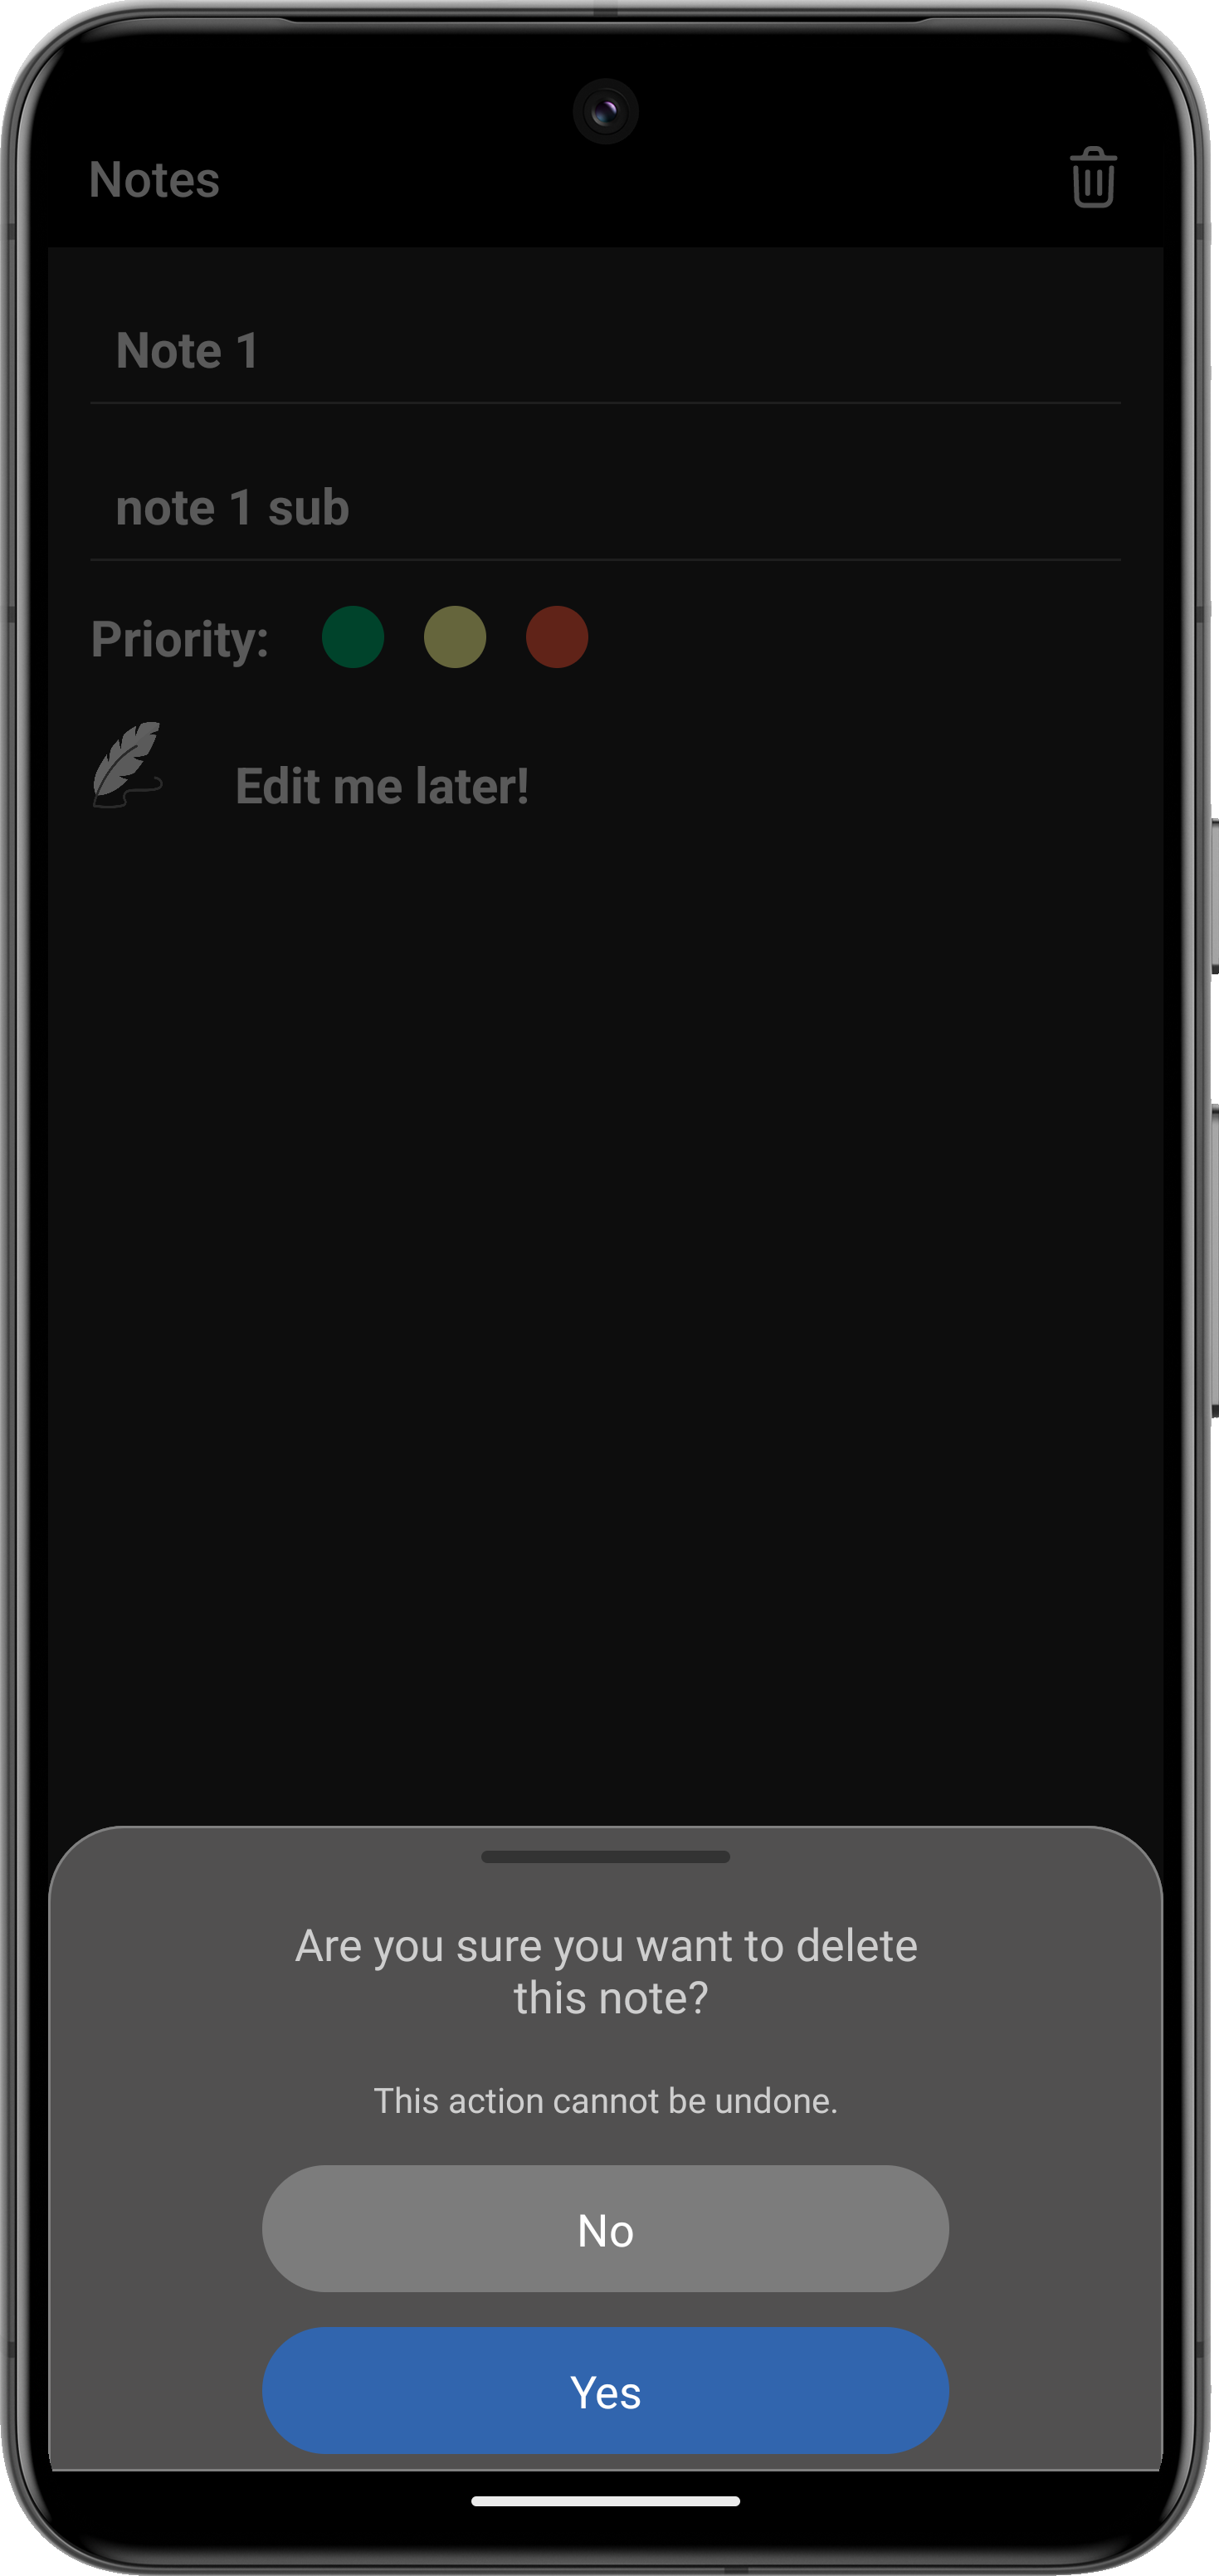 Notes
Note 1
note 1 sub
Priority:
Edit me later!
Are you sure you want to delete
this note?
This action cannot be undone.
No
Yes